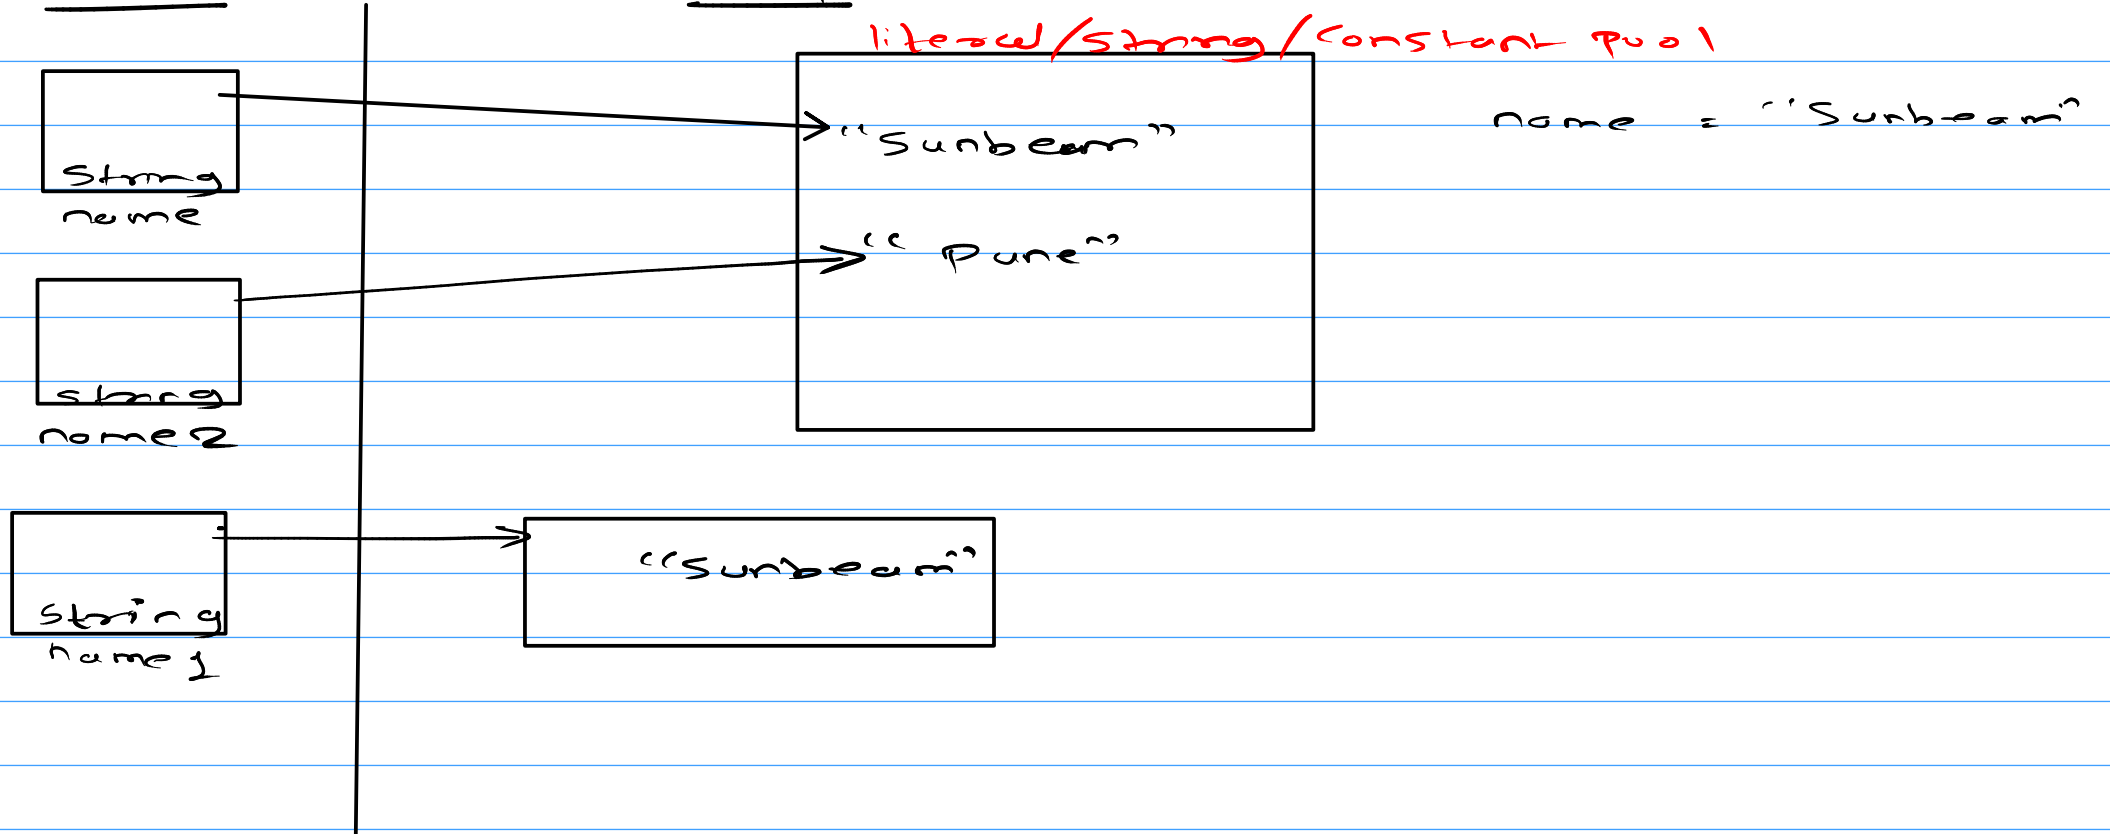 literal/string/constant pool
name = "Sunbeam"
"Sunbeam"
String
name
"Pune"
string
name2
"Sunbeam"
string
name1